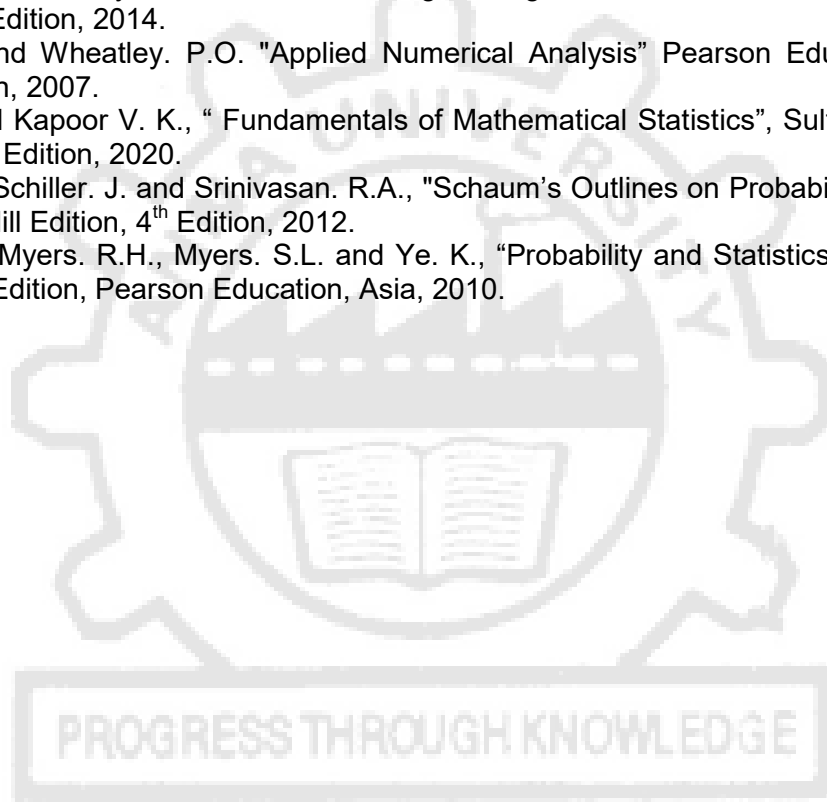 Edition, 2014.
nd Wheatley. P.O. "Applied Numerical Analysis” Pearson Edu
n, 2007.
l Kapoor V. K., “ Fundamentals of Mathematical Statistics”, Sul
Edition, 2020.
Schiller. J. and Srinivasan. R.A., "Schaum’s Outlines on Probabi
ill Edition, 4th Edition, 2012.
Myers. R.H., Myers. S.L. and Ye. K., “Probability and Statistics
Edition, Pearson Education, Asia, 2010.
UNIVERSITY
PROGRESS THROUGH KNOWLEDGE